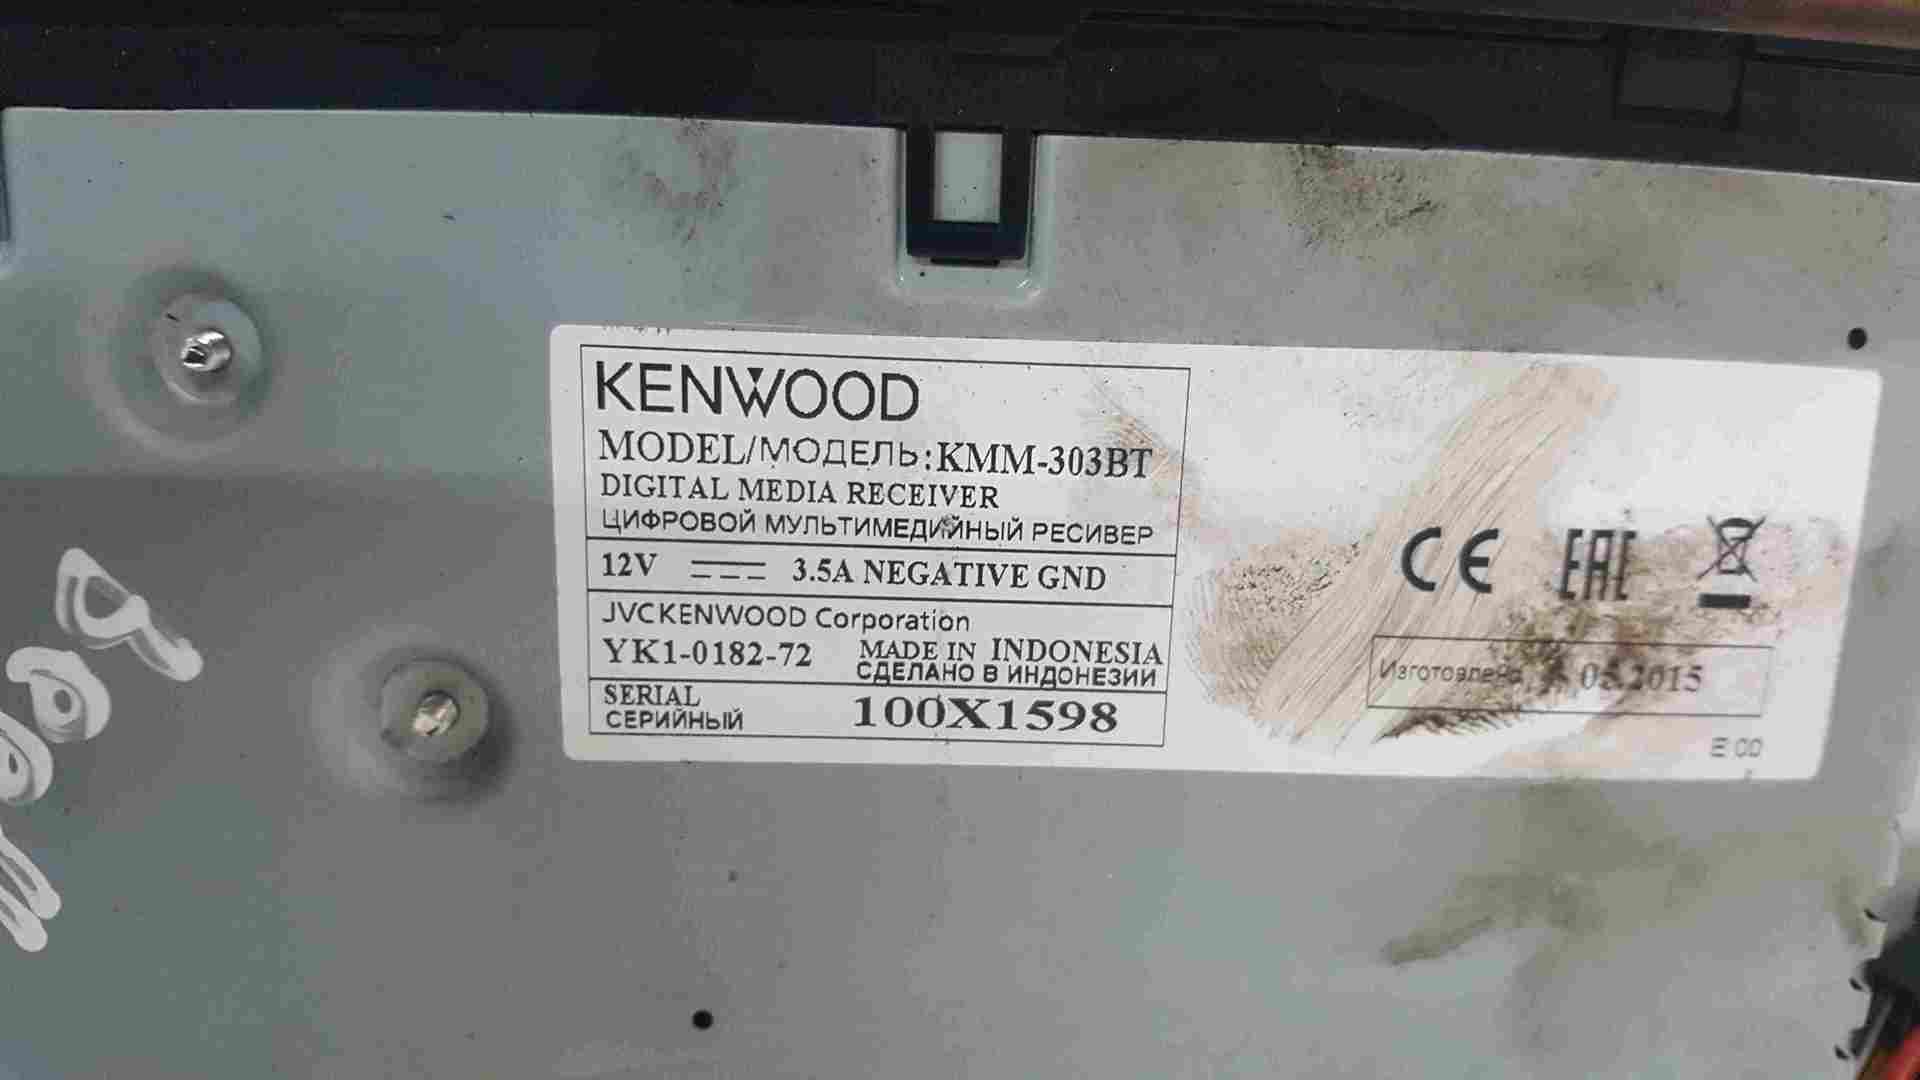 KENWOOD
MODEL/МОДЕЛЬ:KMM-303BT
DIGITAL MEDIA RECEIVER
ЦИФРОВОЙ МУЛЬТИМЕДИЙНЫЙ РЕСИВЕР
12V 3.5A NEGATIVE GND
JVCKENWOOD Corporation
YK1-0182-72 MADE IN INDONESIA
СДЕЛАНО В ИНДОНЕЗИИ
SERIAL
СЕРИЙНЫЙ 100X1598
CE EAC
Изготовлено 05.2015